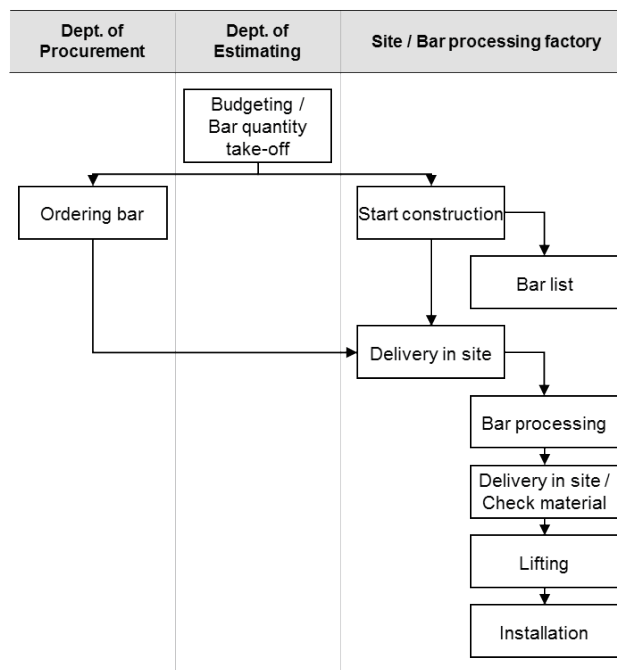 Dept. of
Procurement
Dept. of
Estimating
Site / Bar processing factory
Budgeting /
Bar quantity
take-off
Ordering bar
Start construction
Bar list
Delivery in site
Bar processing
Delivery in site /
Check material
Lifting
Installation